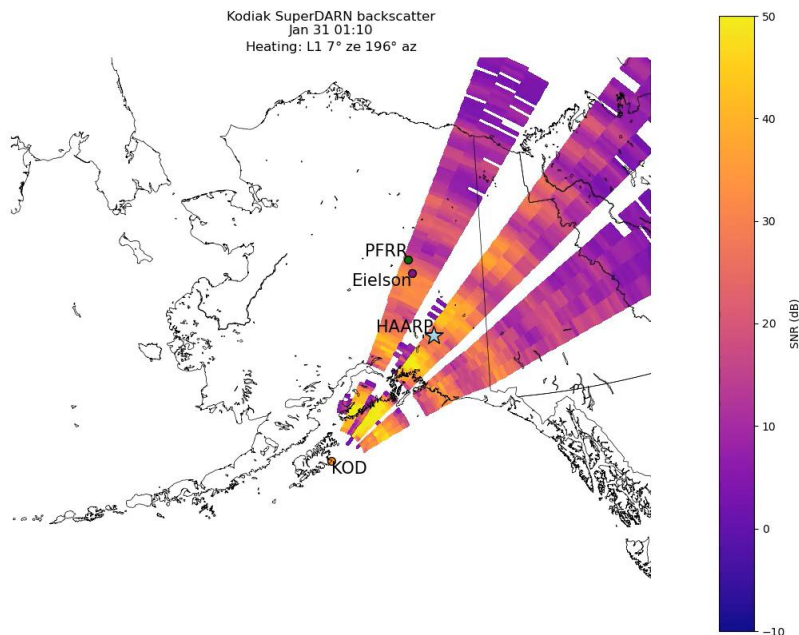 Kodiak SuperDARN backscatter
Jan 31 01:10
Heating: L1 7° ze 196° az
PFRR
Eielson
HAARP
KOD
50
40
30
20
10
0
−10
SNR (dB)